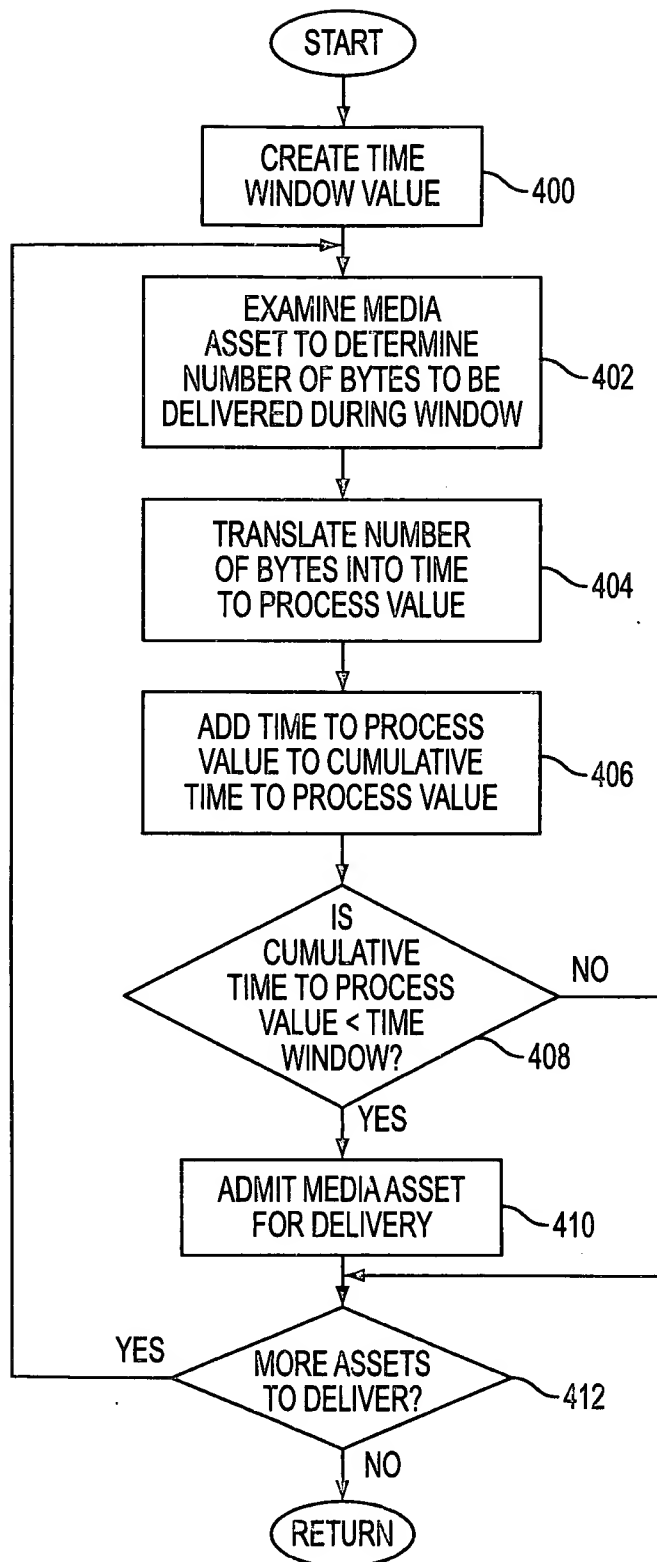 START
CREATE TIME
WINDOW VALUE
400
EXAMINE MEDIA
ASSET TO DETERMINE
NUMBER OF BYTES TO BE
DELIVERED DURING WINDOW
402
TRANSLATE NUMBER
OF BYTES INTO TIME
TO PROCESS VALUE
404
ADD TIME TO PROCESS
VALUE TO CUMULATIVE
TIME TO PROCESS VALUE
406
IS
CUMULATIVE
TIME TO PROCESS
VALUE < TIME
WINDOW?
NO
408
YES
ADMIT MEDIA ASSET
FOR DELIVERY
410
YES
MORE ASSETS
TO DELIVER?
412
NO
RETURN